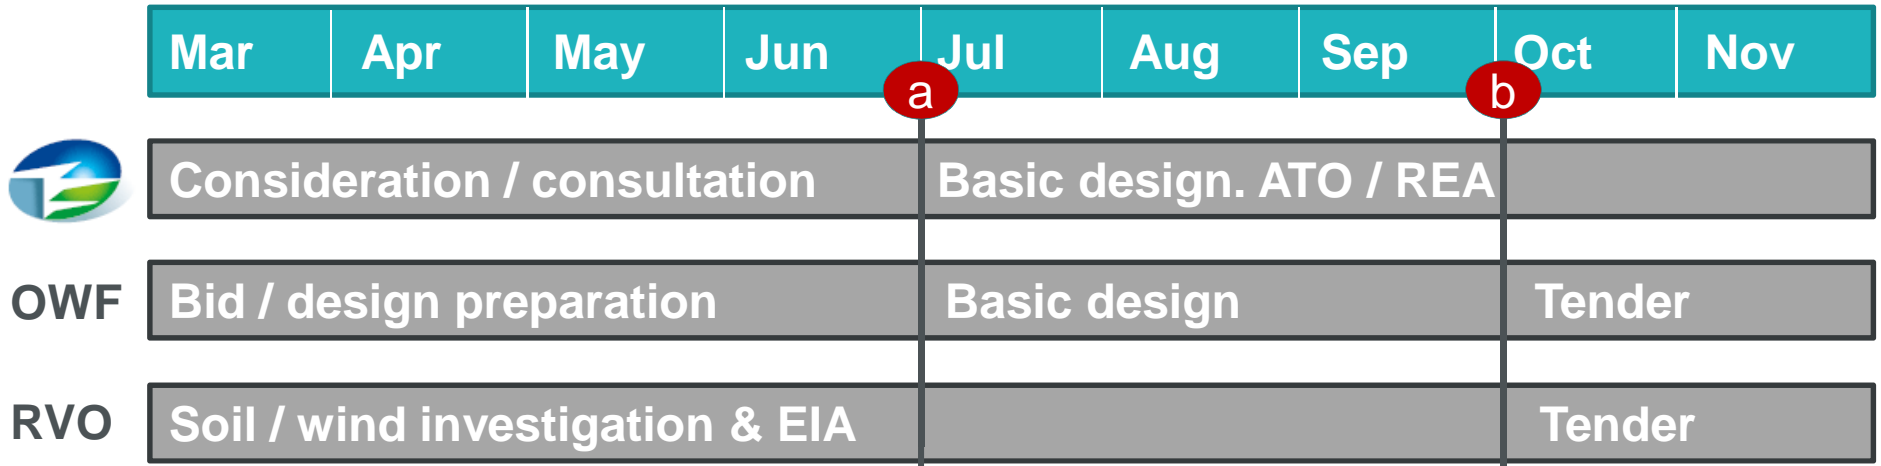 Mar Apr May Jun Jul Aug Sep Oct Nov
a b
Consideration / consultation Basic design. ATO / REA
OWF Bid / design preparation Basic design Tender
RVO Soil / wind investigation & EIA Tender